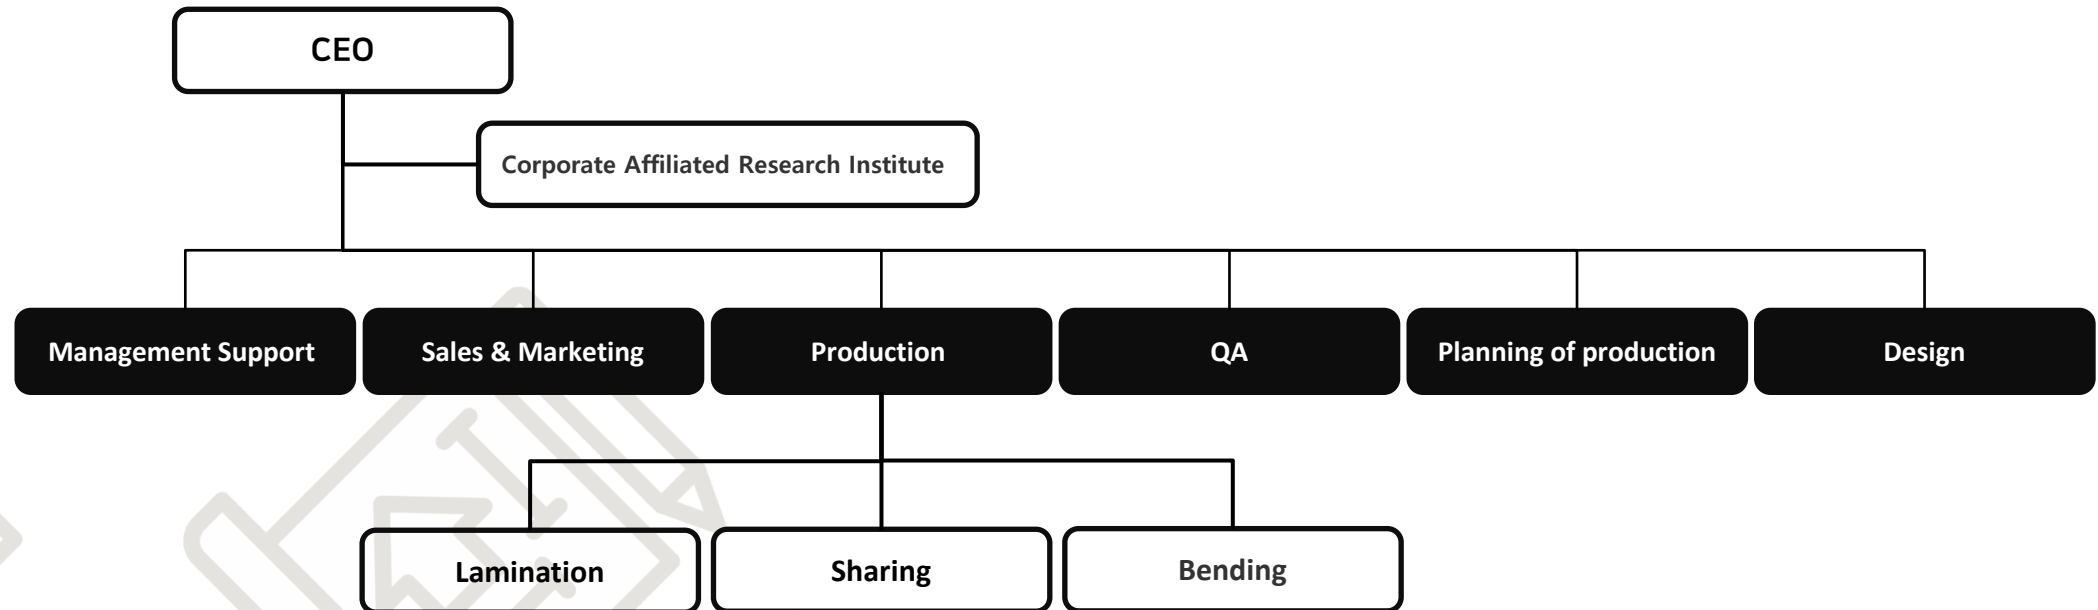 CEO
Corporate Affiliated Research Institute
Management Support
Sales & Marketing
Production
QA
Planning of production
Design
Lamination
Sharing
Bending